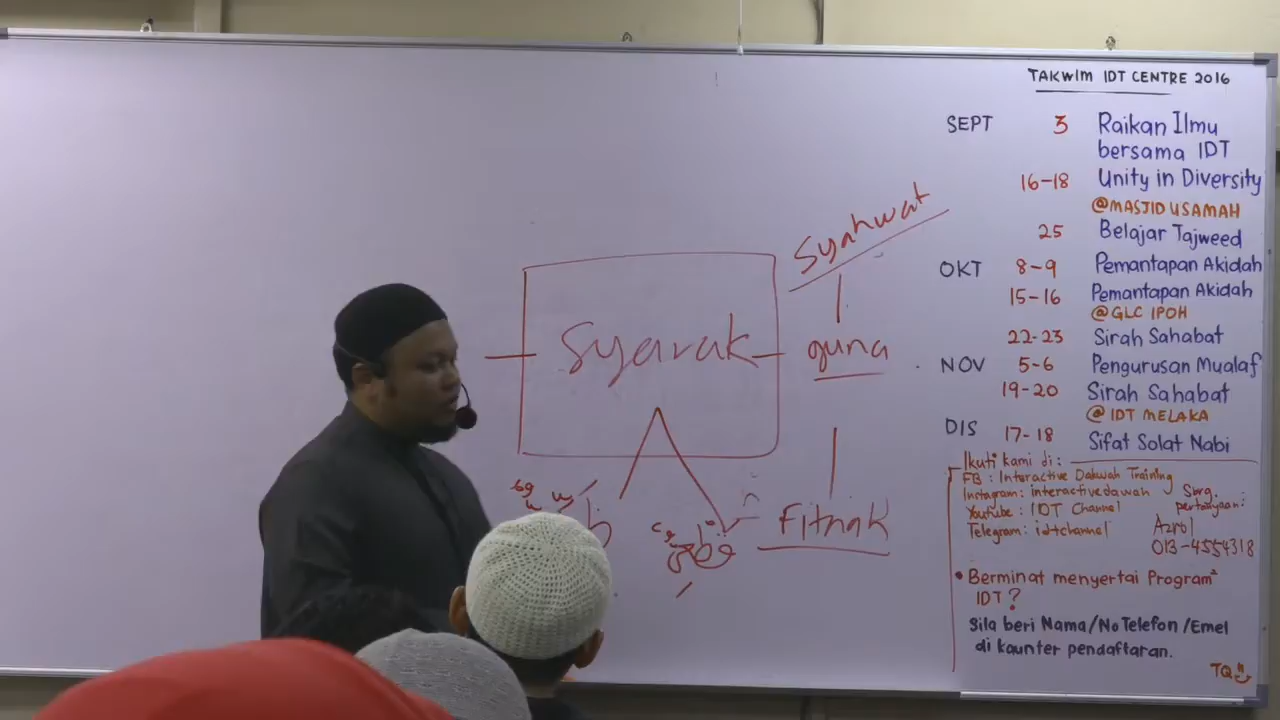 TAKWIM IDT CENTRE 2016
SEPT 3 Raikan Ilmu
bersama IDT
16-18 Unity in Diversity
@MASJID USAMAH
25 Belajar Tajweed
OKT 8-9 Pemantapan Akidah
15-16 Pemantapan Akidah
@GLC IPOH
22-23 Sirah Sahabat
NOV 5-6 Pengurusan Mualaf
19-20 Sirah Sahabat
@IDT MELAKA
DIS 17-18 Sifat Solat Nabi
Ikuti kami di:
FB: Interactive Dakwah Training
Instagram: interactivedawah
Youtube: IDT Channel
Telegram: idtchannel
pertanyaan:
Azrol
013-4554318
• Berminat menyertai Program²
IDT?
Sila beri Nama/No Telefon/Emel
di kaunter pendaftaran.
TQ
Syahwat
Syarak
guna
Fitnah